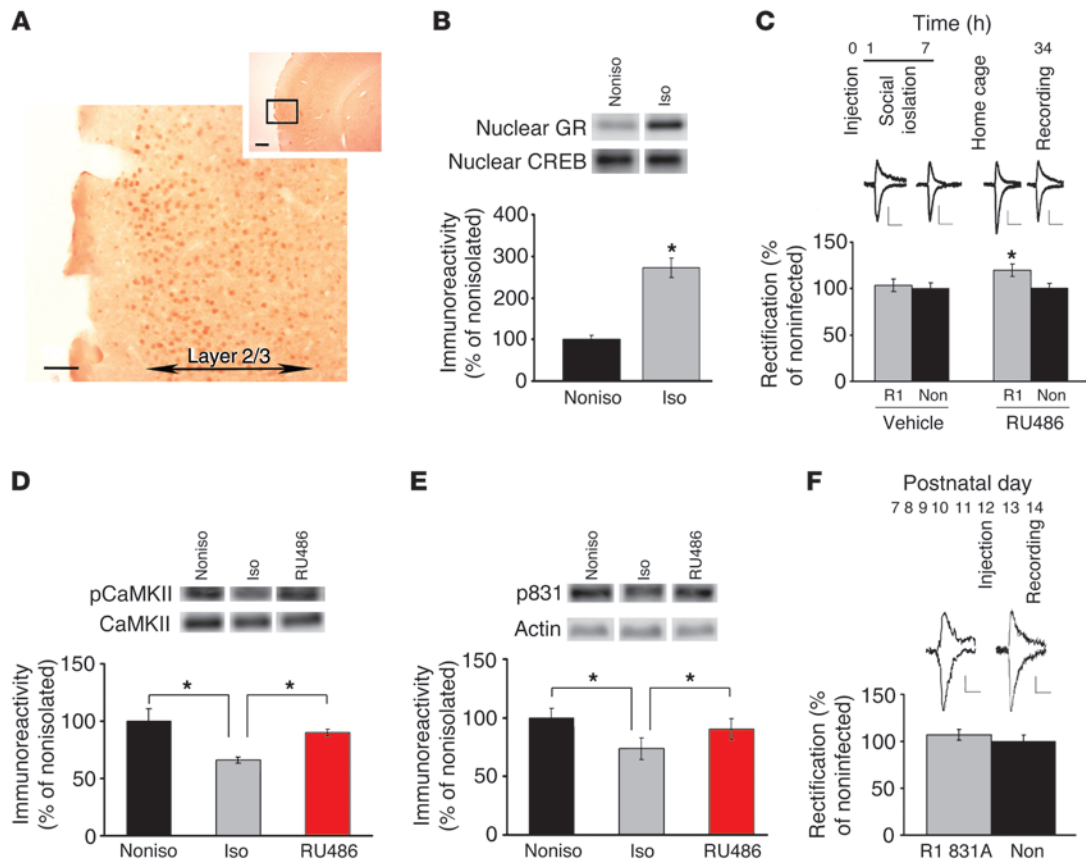 A
Layer 2/3
B
Noniso
Iso
Nuclear GR
Nuclear CREB
Immunoreactivity
(% of nonisolated)
400
300
200
100
0
*
Noniso
Iso
C
Time (h)
0 1 7 34
Injection
Social
ioslation
Home cage
Recording
Rectification (%
of noninfected)
150
100
50
0
*
R1 Non R1 Non
Vehicle RU486
D
Noniso
Iso
RU486
pCaMKII
CaMKII
Immunoreactivity
(% of nonisolated)
150
100
50
0
* *
Noniso Iso RU486
E
Noniso
Iso
RU486
p831
Actin
Immunoreactivity
(% of nonisolated)
150
100
50
0
* *
Noniso Iso RU486
F
Postnatal day
7 8 9 10 11 12 13 14
Injection
Recording
Rectification (%
of noninfected)
150
100
50
0
R1 831A Non